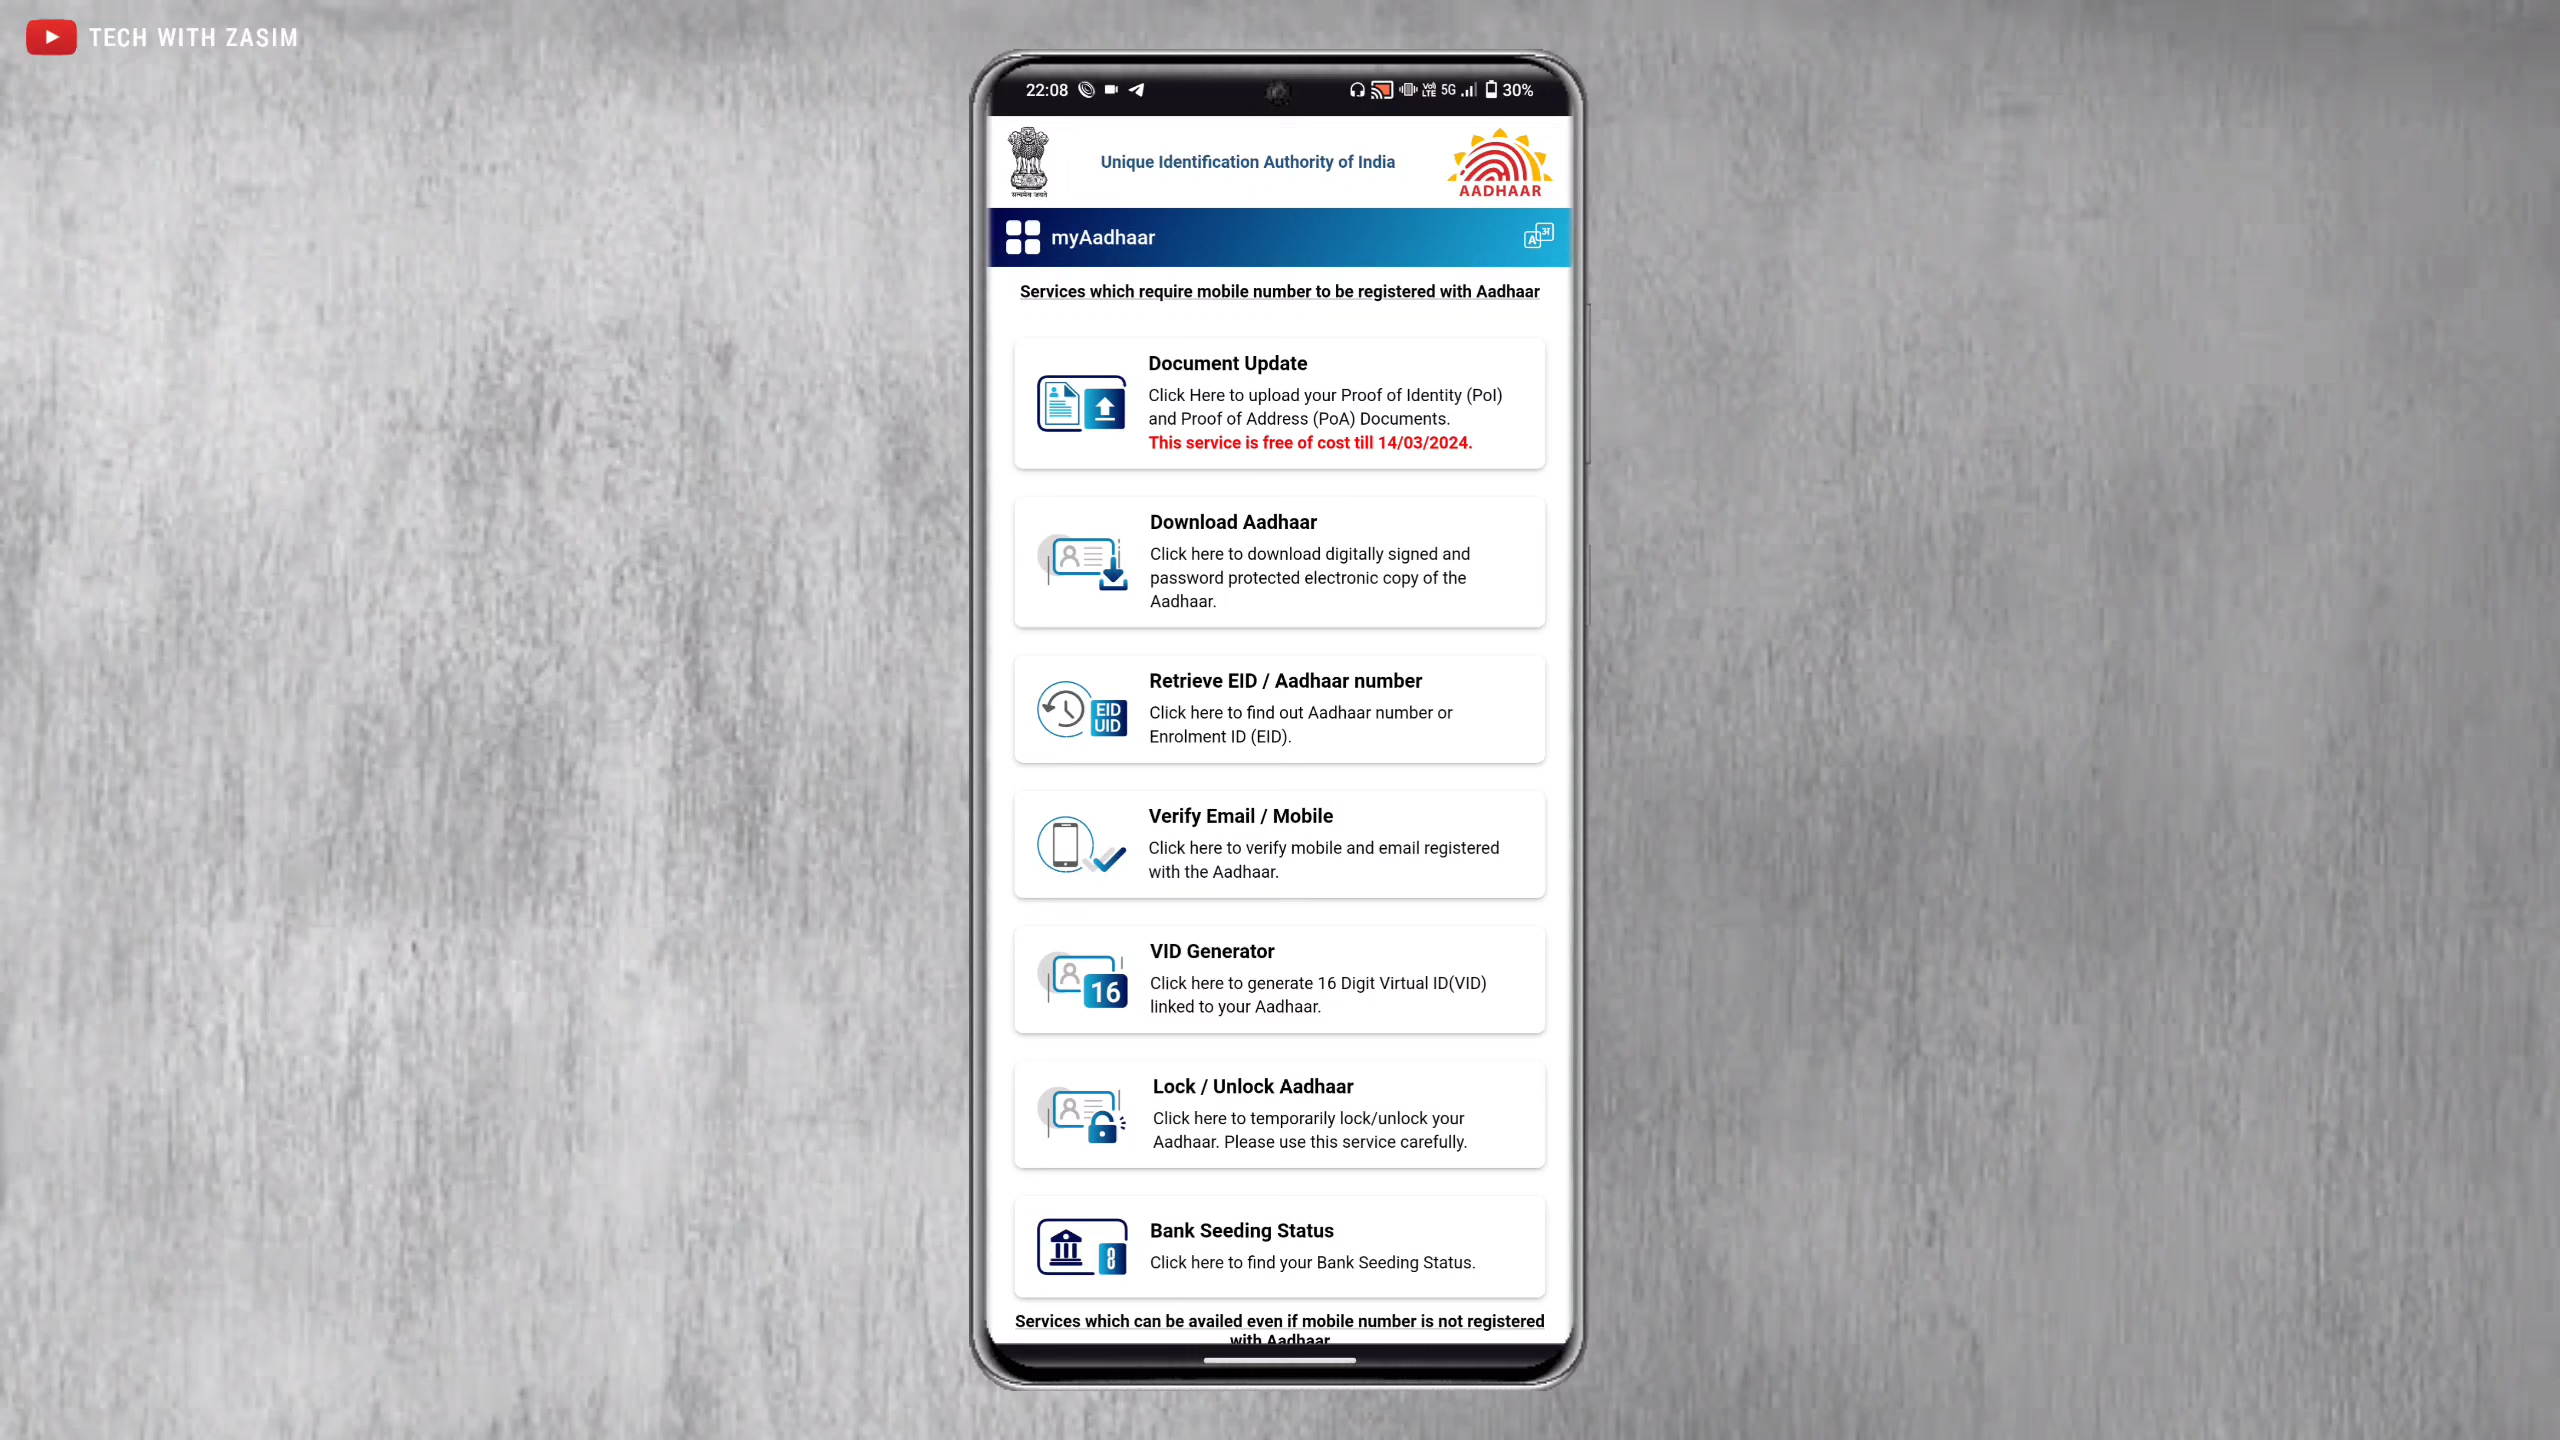 TECH WITH ZASIM
22:08
Vo)) LTE 5G 30%
सत्यमेव जयते
Unique Identification Authority of India
AADHAAR
myAadhaar
A अ
Services which require mobile number to be registered with Aadhaar
Document Update
Click Here to upload your Proof of Identity (PoI)
and Proof of Address (PoA) Documents.
This service is free of cost till 14/03/2024.
Download Aadhaar
Click here to download digitally signed and
password protected electronic copy of the
Aadhaar.
EID
UID
Retrieve EID / Aadhaar number
Click here to find out Aadhaar number or
Enrolment ID (EID).
Verify Email / Mobile
Click here to verify mobile and email registered
with the Aadhaar.
16
VID Generator
Click here to generate 16 Digit Virtual ID(VID)
linked to your Aadhaar.
Lock / Unlock Aadhaar
Click here to temporarily lock/unlock your
Aadhaar. Please use this service carefully.
Bank Seeding Status
Click here to find your Bank Seeding Status.
Services which can be availed even if mobile number is not registered
with Aadhaar